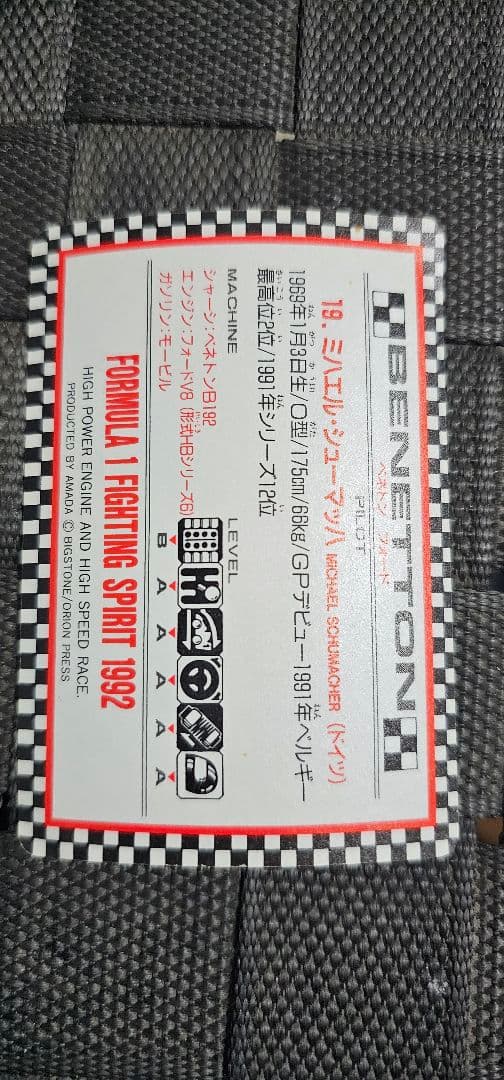 BENETTON
ベネトン フォード
PILOT
19. ミハエル・シューマッハ MICHAEL SCHUMACHER (ドイツ)
1969年1月3日生/O型/175cm/66kg/GPデビュー1991年ベルギー
最高位2位/1991年シリーズ12位
MACHINE
シャーシ:ベネトンB192
エンジン:フォードV8 (形式HBシリーズ6)
ガソリン:モービル
LEVEL
B A A A A A
FORMULA 1 FIGHTING SPIRIT 1992
HIGH POWER ENGINE AND HIGH SPEED RACE.
PRODUCED BY AMADA ©BIGSTONE/ORION PRESS